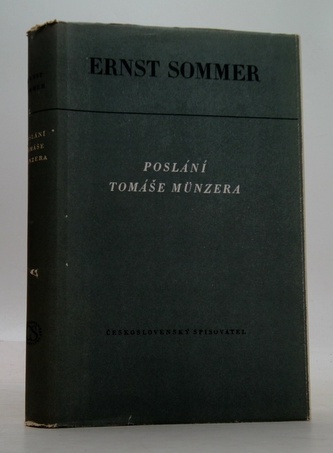 ERNST SOMMER
POSLÁNÍ
TOMÁŠE MÜNZERA
ČESKOSLOVENSKÝ SPISOVATEL